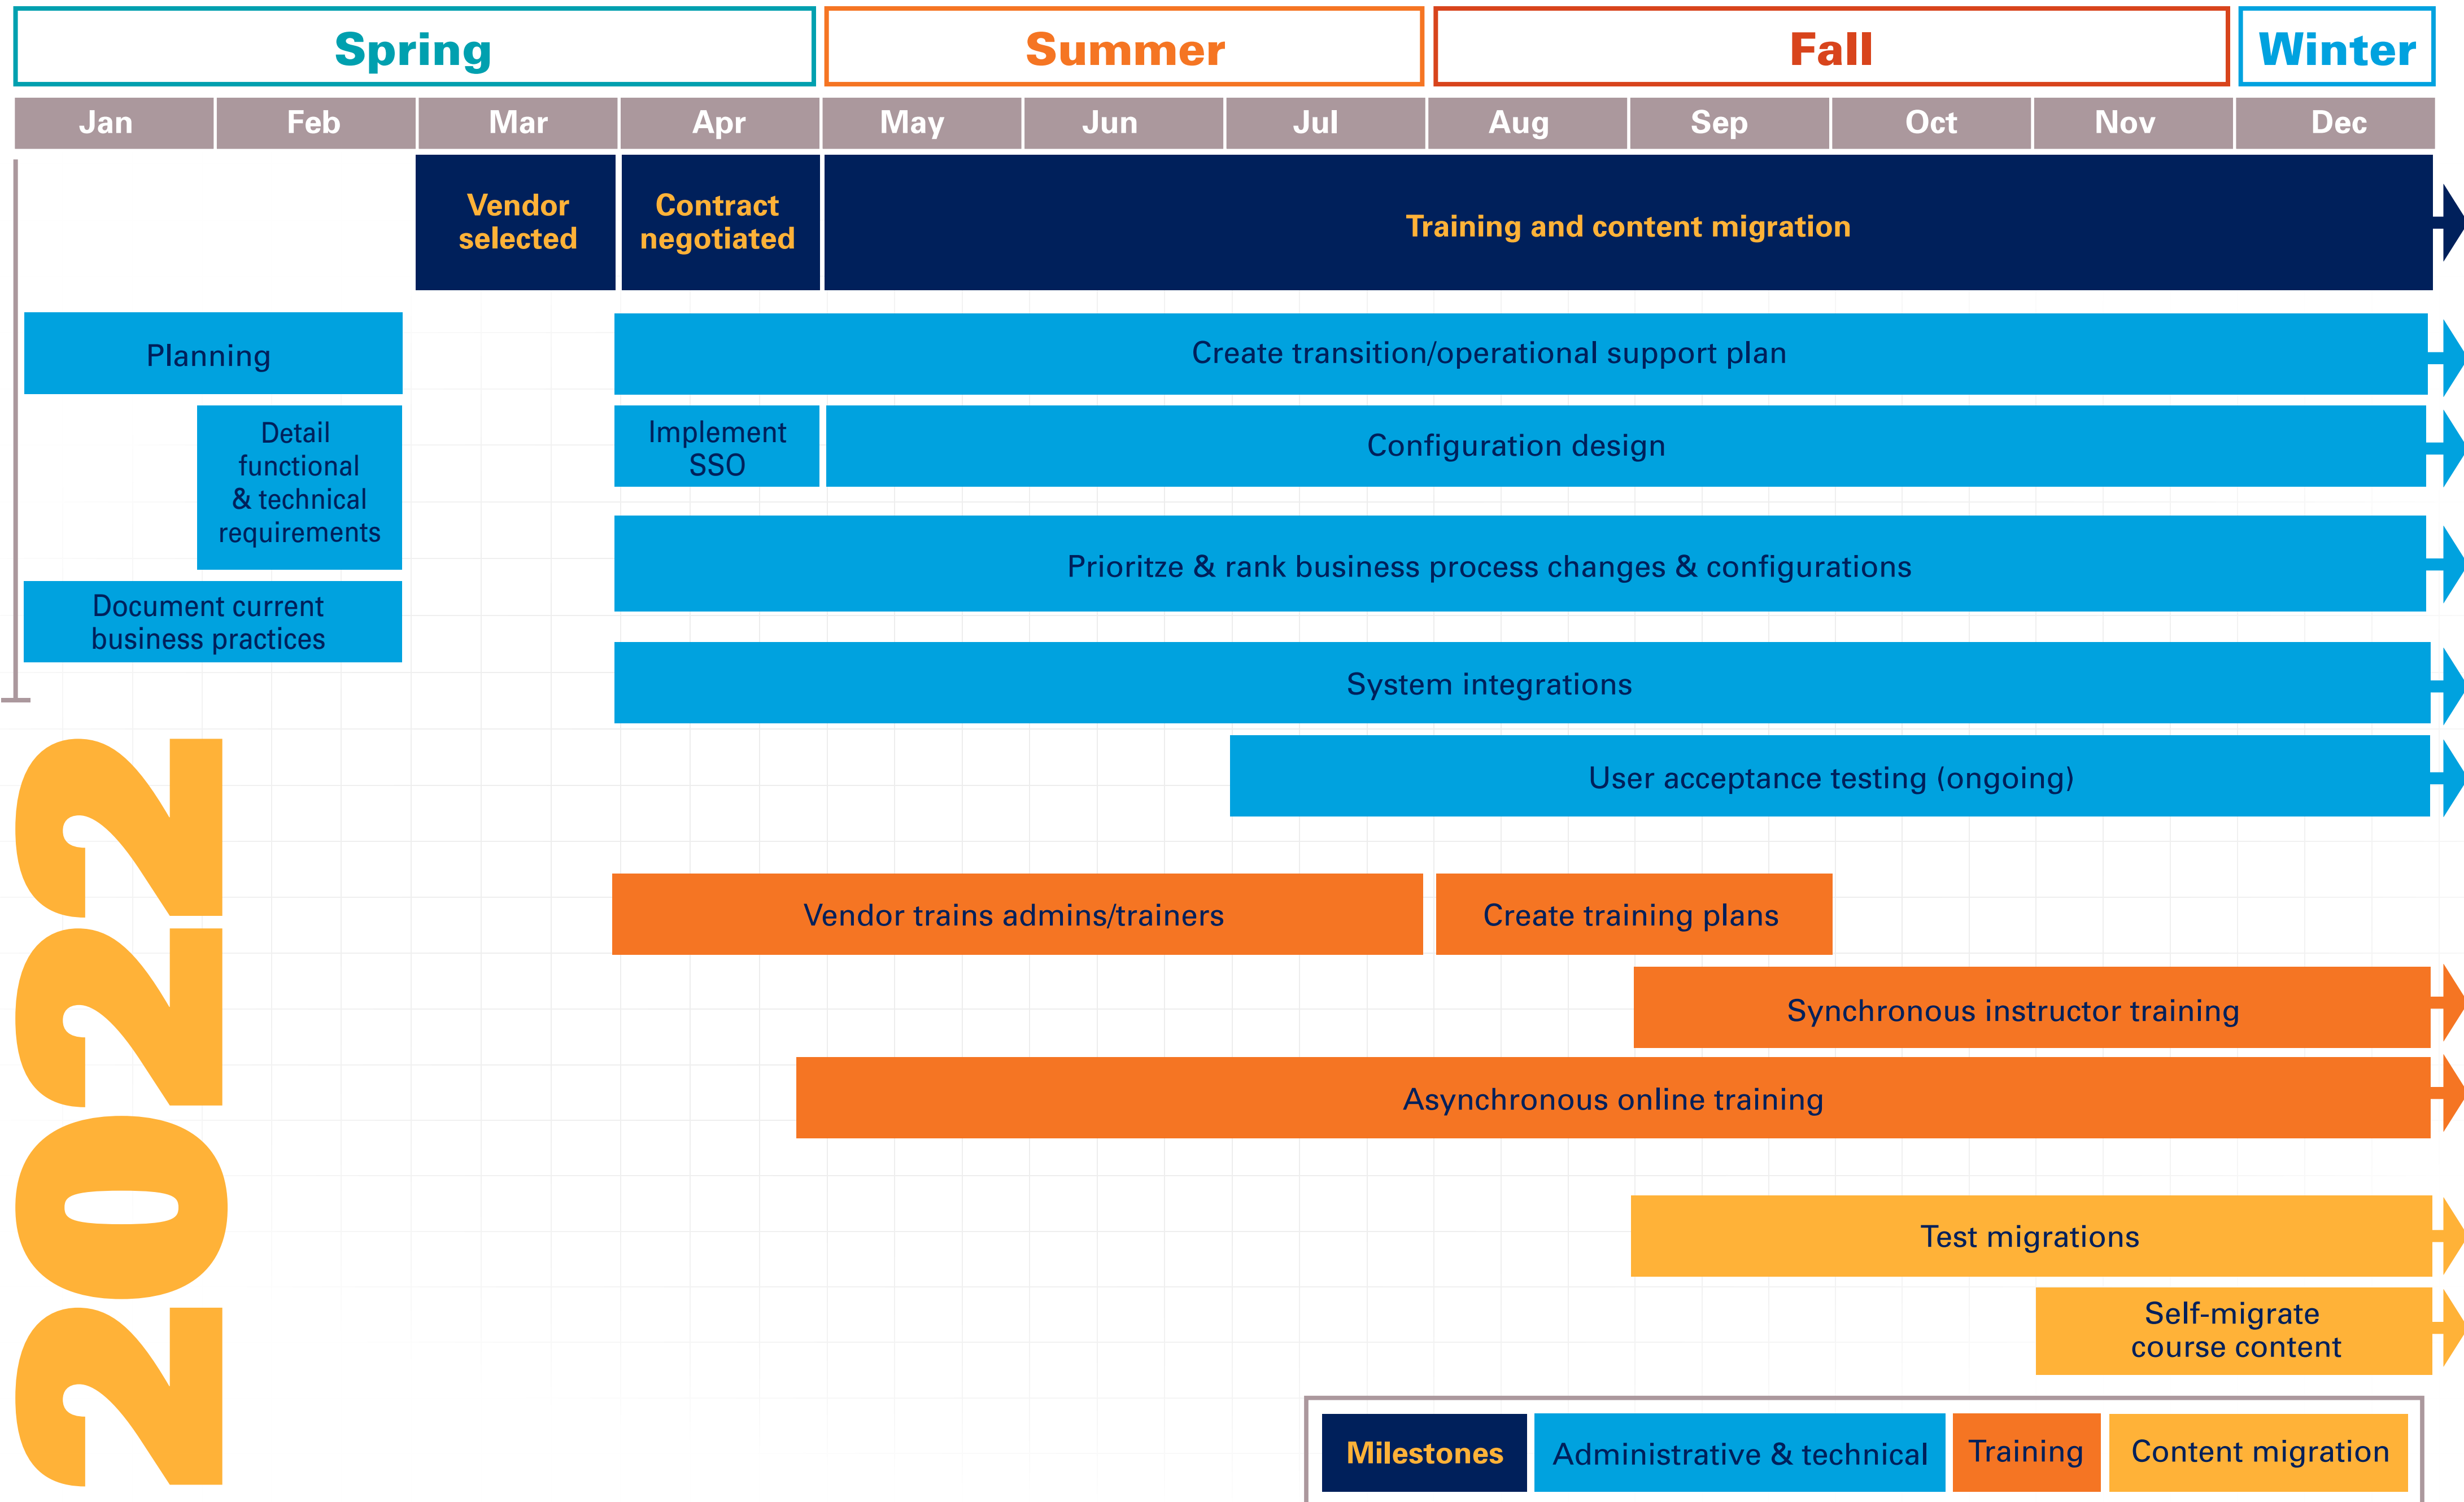 Spring
Summer
Fall
Winter
Jan
Feb
Mar
Apr
May
Jun
Jul
Aug
Sep
Oct
Nov
Dec
Vendor
selected
Contract
negotiated
Training and content migration
Planning
Create transition/operational support plan
Detail
functional
& technical
requirements
Implement
SSO
Configuration design
Prioritze & rank business process changes & configurations
Document current
business practices
System integrations
User acceptance testing (ongoing)
Vendor trains admins/trainers
Create training plans
Synchronous instructor training
Asynchronous online training
Test migrations
Self-migrate
course content
2022
Milestones
Administrative & technical
Training
Content migration